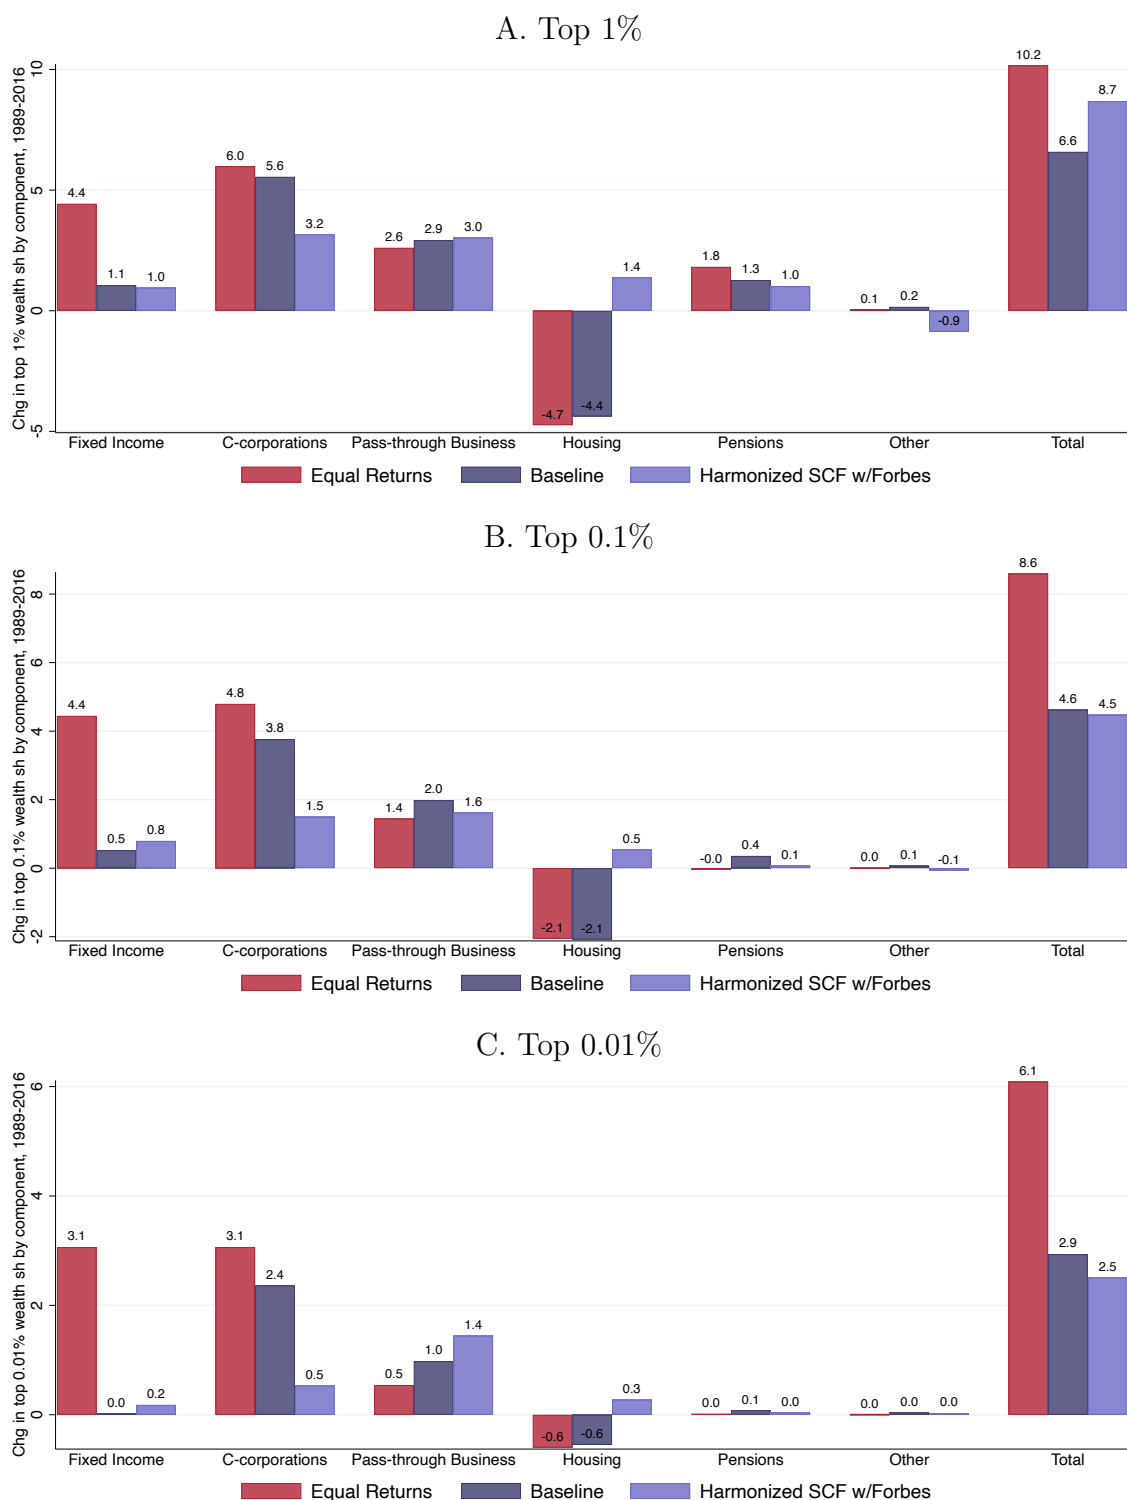 A. Top 1%
Chg in top 1% wealth sh by component, 1989-2016
10
5
0
-5
4.4 1.1 1.0
6.0 5.6 3.2
2.6 2.9 3.0
-4.7 -4.4 1.4
1.8 1.3 1.0
0.1 0.2 -0.9
10.2 6.6 8.7
Fixed Income C-corporations Pass-through Business Housing Pensions Other Total
Equal Returns Baseline Harmonized SCF w/Forbes
B. Top 0.1%
Chg in top 0.1% wealth sh by component, 1989-2016
8
6
4
2
0
-2
4.4 0.5 0.8
4.8 3.8 1.5
1.4 2.0 1.6
-2.1 -2.1 0.5
-0.0 0.4 0.1
0.0 0.1 -0.1
8.6 4.6 4.5
Fixed Income C-corporations Pass-through Business Housing Pensions Other Total
Equal Returns Baseline Harmonized SCF w/Forbes
C. Top 0.01%
Chg in top 0.01% wealth sh by component, 1989-2016
6
4
2
0
3.1 0.0 0.2
3.1 2.4 0.5
0.5 1.0 1.4
-0.6 -0.6 0.3
0.0 0.1 0.0
0.0 0.0 0.0
6.1 2.9 2.5
Fixed Income C-corporations Pass-through Business Housing Pensions Other Total
Equal Returns Baseline Harmonized SCF w/Forbes